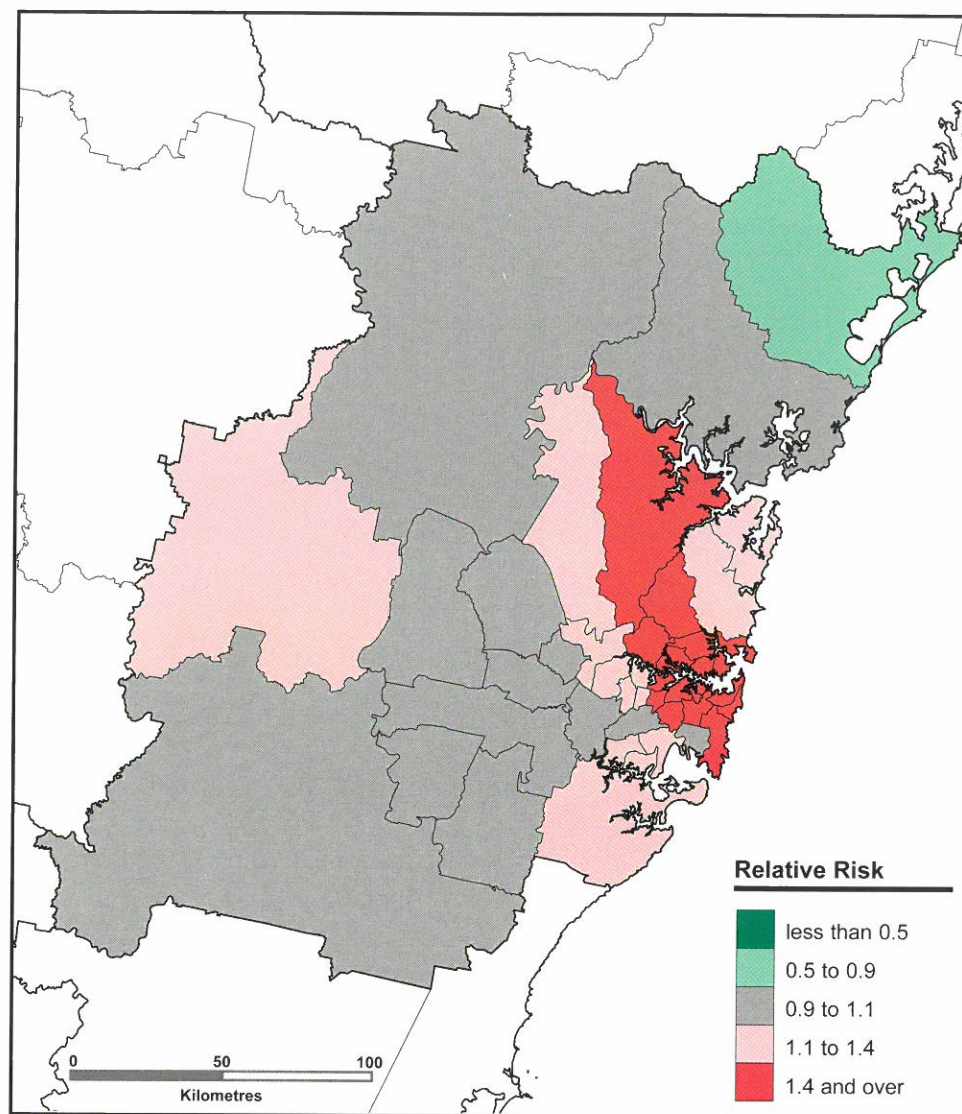 Relative Risk
less than 0.5
0.5 to 0.9
0.9 to 1.1
1.1 to 1.4
1.4 and over
0 50 100
Kilometres